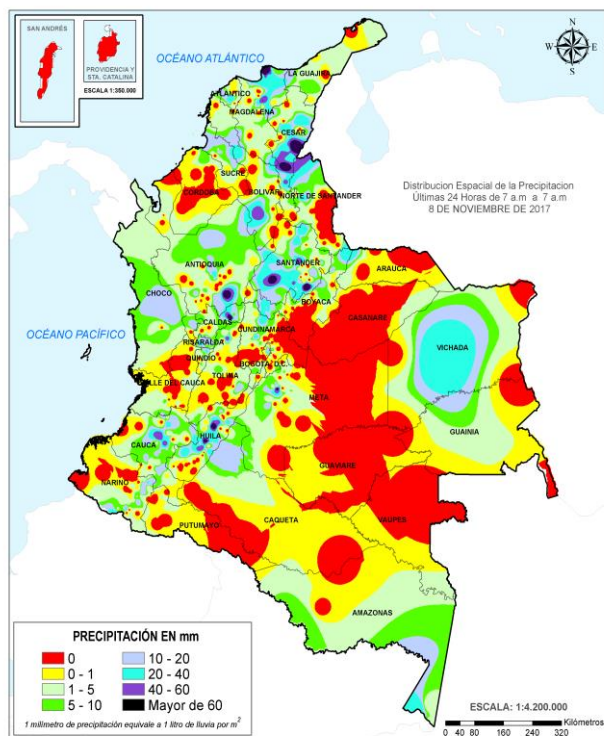 SAN ANDRÉS
PROVIDENCIA Y
STA. CATALINA
ESCALA 1:350.000
OCÉANO ATLÁNTICO
N
W
E
S
LA GUAJIRA
ATLÁNTICO
MAGDALENA
CESAR
SUCRE
CÓRDOBA
BOLÍVAR
NORTE DE SANTANDER
Distribucion Espacial de la Precipitacion
Últimas 24 Horas de 7 a.m a 7 a.m
8 DE NOVIEMBRE DE 2017
ANTIOQUIA
SANTANDER
ARAUCA
CHOCO
BOYACA
CASANARE
OCÉANO PACÍFICO
CALDAS
CUNDINAMARCA
RISARALDA
VICHADA
QUINDIO
BOGOTA D.C.
TOLIMA
VALLE DEL CAUCA
META
GUAINIA
CAUCA
HUILA
GUAVIARE
NARIÑO
PUTUMAYO
CAQUETA
VAUPES
AMAZONAS
PRECIPITACIÓN EN mm
0
10 - 20
0 - 1
20 - 40
1 - 5
40 - 60
5 - 10
Mayor de 60
1 milímetro de precipitación equivale a 1 litro de lluvia por m²
ESCALA: 1:4.200.000
Kilómetros
0 40 80 160 240 320